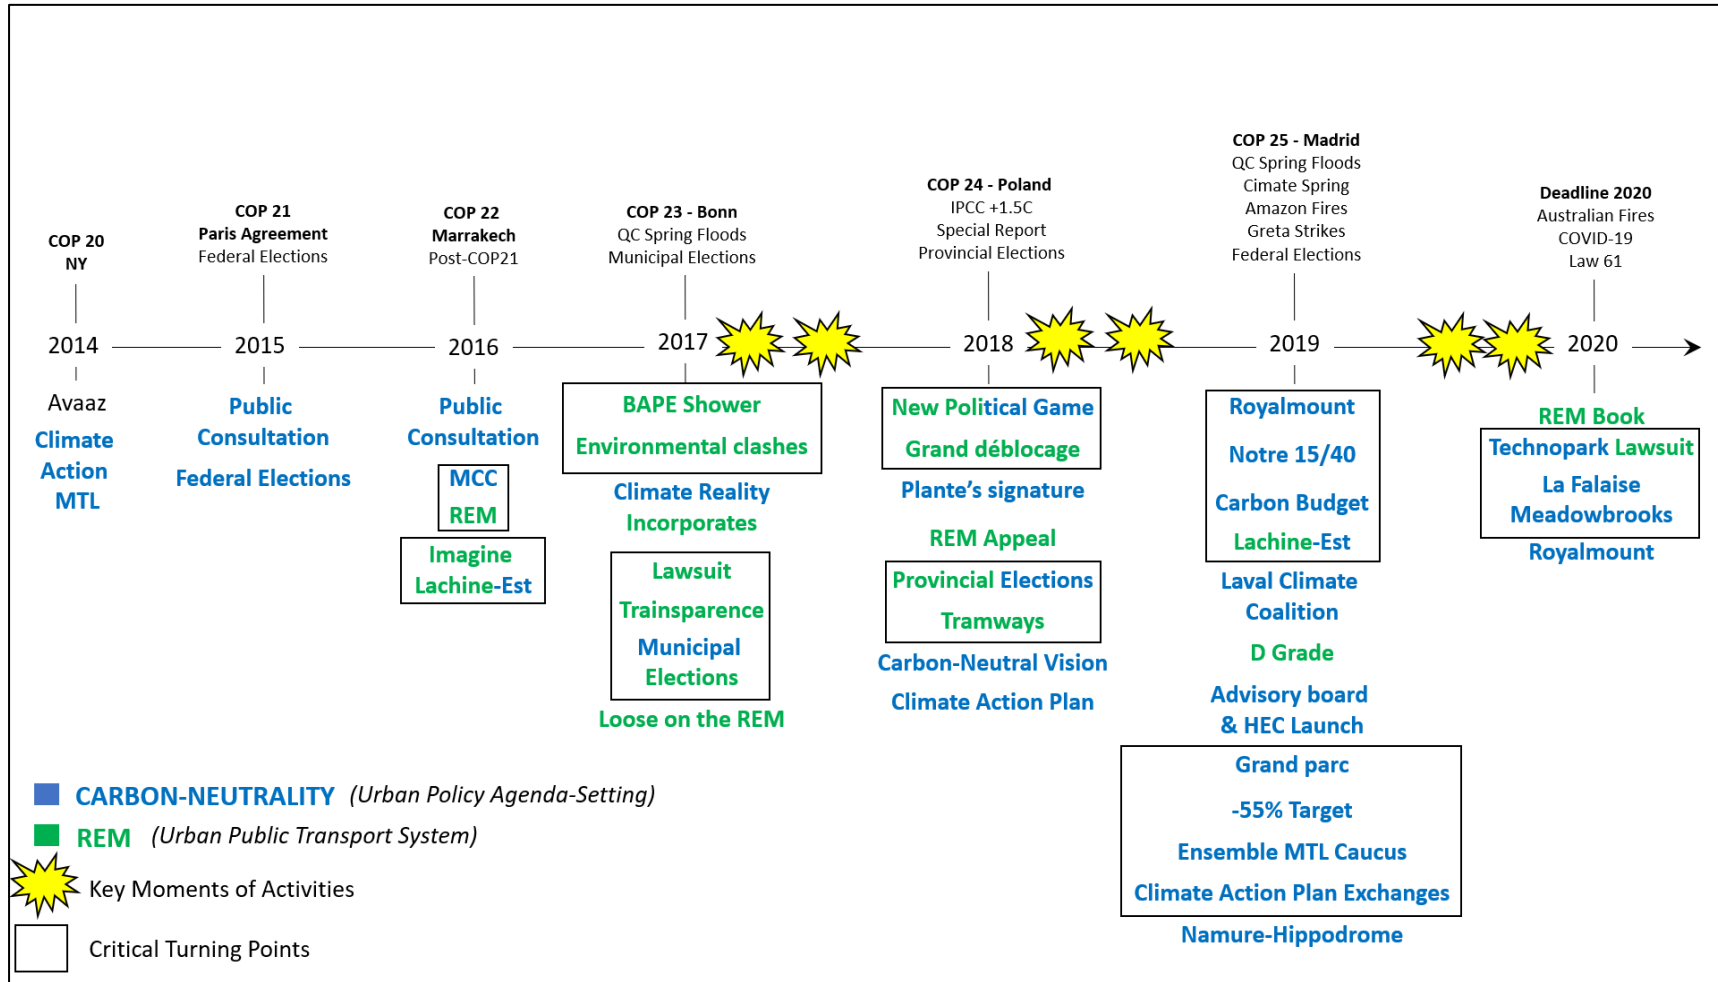 COP 20
NY
2014
Avaaz
Climate
Action
MTL
COP 21
Paris Agreement
Federal Elections
2015
Public
Consultation
Federal Elections
COP 22
Marrakech
Post-COP21
2016
Public
Consultation
MCC
REM
Imagine
Lachine-Est
COP 23 - Bonn
QC Spring Floods
Municipal Elections
2017
BAPE Shower
Environmental clashes
Climate Reality
Incorporates
Lawsuit
Trainsparence
Municipal
Elections
Loose on the REM
COP 24 - Poland
IPCC +1.5C
Special Report
Provincial Elections
2018
New Political Game
Grand déblocage
Plante’s signature
REM Appeal
Provincial Elections
Tramways
Carbon-Neutral Vision
Climate Action Plan
COP 25 - Madrid
QC Spring Floods
Cimate Spring
Amazon Fires
Greta Strikes
Federal Elections
2019
Royalmount
Notre 15/40
Carbon Budget
Lachine-Est
Laval Climate
Coalition
D Grade
Advisory board
& HEC Launch
Grand parc
-55% Target
Ensemble MTL Caucus
Climate Action Plan Exchanges
Namure-Hippodrome
Deadline 2020
Australian Fires
COVID-19
Law 61
2020
REM Book
Technopark Lawsuit
La Falaise
Meadowbrooks
Royalmount
CARBON-NEUTRALITY (Urban Policy Agenda-Setting)
REM (Urban Public Transport System)
Key Moments of Activities
Critical Turning Points